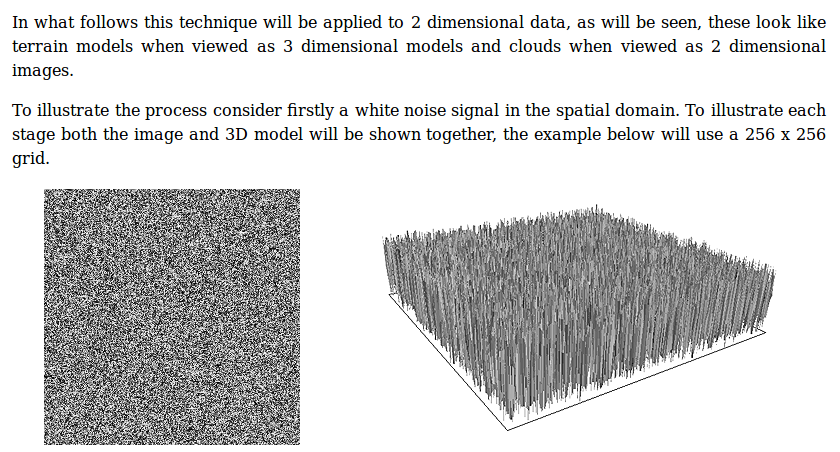 In what follows this technique will be applied to 2 dimensional data, as will be seen, these look like
terrain models when viewed as 3 dimensional models and clouds when viewed as 2 dimensional
images.
To illustrate the process consider firstly a white noise signal in the spatial domain. To illustrate each
stage both the image and 3D model will be shown together, the example below will use a 256 x 256
grid.